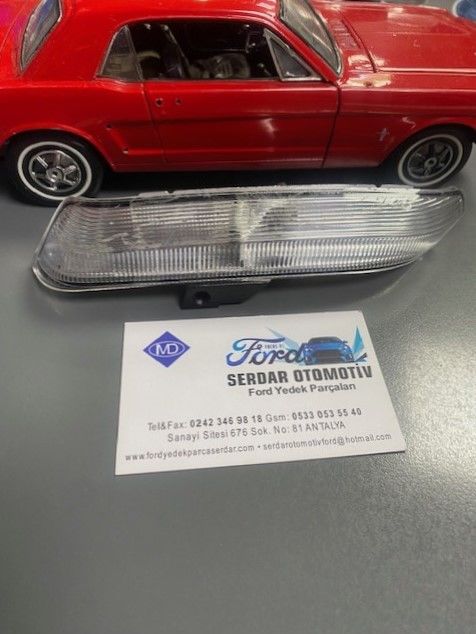 MD
Ford
SERDAR OTOMOTİV
Ford Yedek Parçaları
Tel&Fax: 0242 346 98 18 Gsm: 0533 053 55 40
Sanayi Sitesi 676 Sok. No: 81 ANTALYA
www.fordyedekparcaserdar.com • serdarotomotivford@hotmail.com